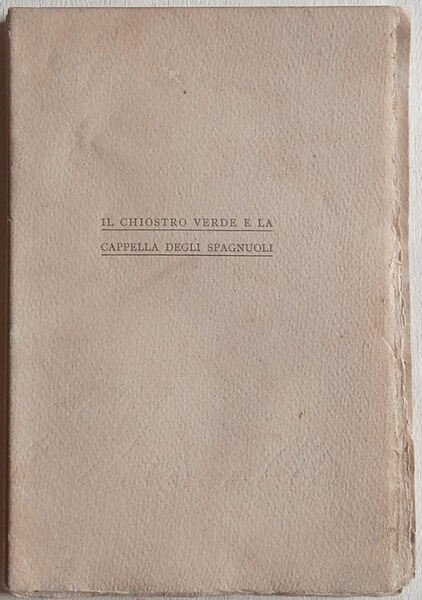 IL CHIOSTRO VERDE E LA
CAPPELLA DEGLI SPAGNUOLI